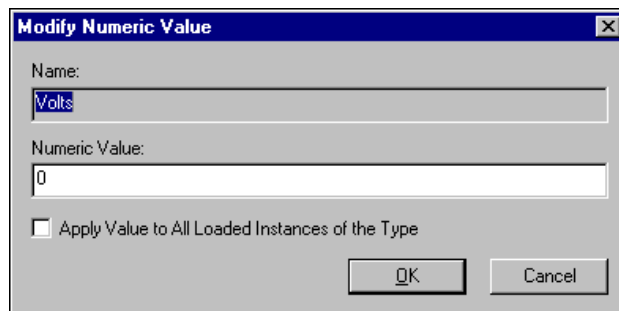 Modify Numeric Value
Name:
Volts
Numeric Value:
0
Apply Value to All Loaded Instances of the Type
OK
Cancel